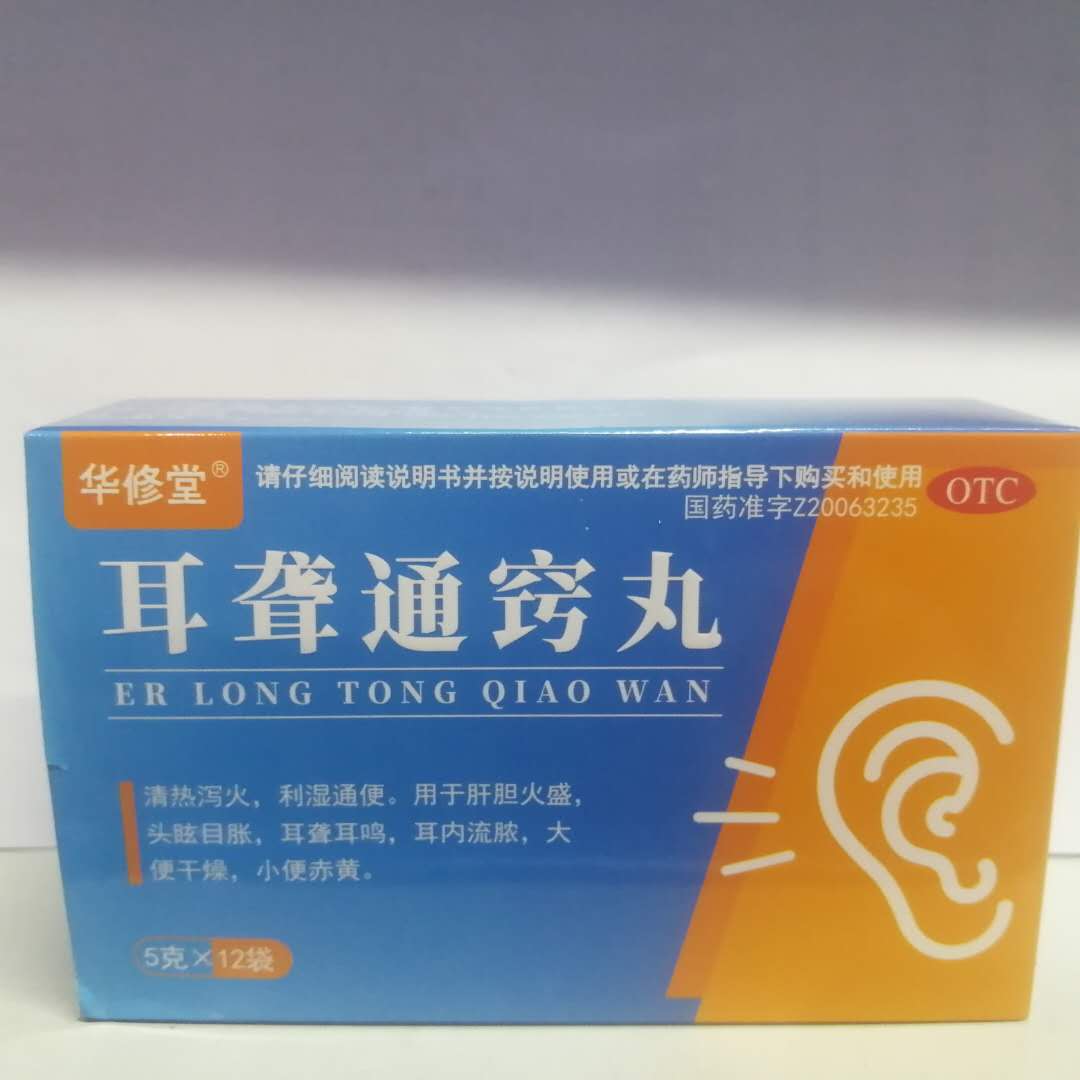 华修堂®
请仔细阅读说明书并按说明使用或在药师指导下购买和使用
国药准字Z20063235
OTC
耳聋通窍丸
ER LONG TONG QIAO WAN
清热泻火，利湿通便。用于肝胆火盛，
头眩目胀，耳聋耳鸣，耳内流脓，大
便干燥，小便赤黄。
5克×12袋